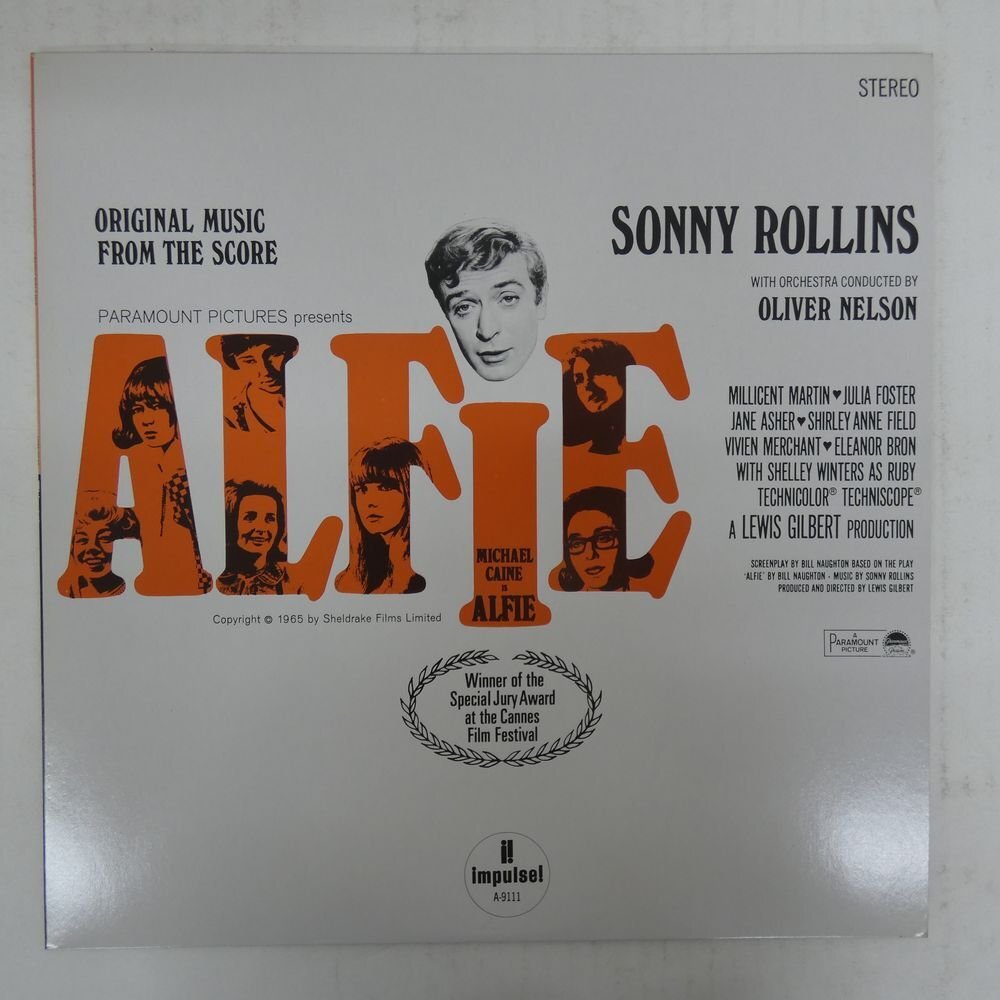 STEREO
ORIGINAL MUSIC
FROM THE SCORE
SONNY ROLLINS
WITH ORCHESTRA CONDUCTED BY
OLIVER NELSON
PARAMOUNT PICTURES presents
ALFiE
MICHAEL
CAINE
IS
ALFIE
MILLICENT MARTIN ♥ JULIA FOSTER
JANE ASHER ♥ SHIRLEY ANNE FIELD
VIVIEN MERCHANT ♥ ELEANOR BRON
WITH SHELLEY WINTERS AS RUBY
TECHNICOLOR® TECHNISCOPE®
A LEWIS GILBERT PRODUCTION
SCREENPLAY BY BILL NAUGHTON BASED ON THE PLAY
'ALFIE' BY BILL NAUGHTON · MUSIC BY SONNY ROLLINS
PRODUCED AND DIRECTED BY LEWIS GILBERT
Copyright © 1965 by Sheldrake Films Limited
A
PARAMOUNT
PICTURE
Paramount
®
Winner of the
Special Jury Award
at the Cannes
Film Festival
i!
impulse!
A-9111